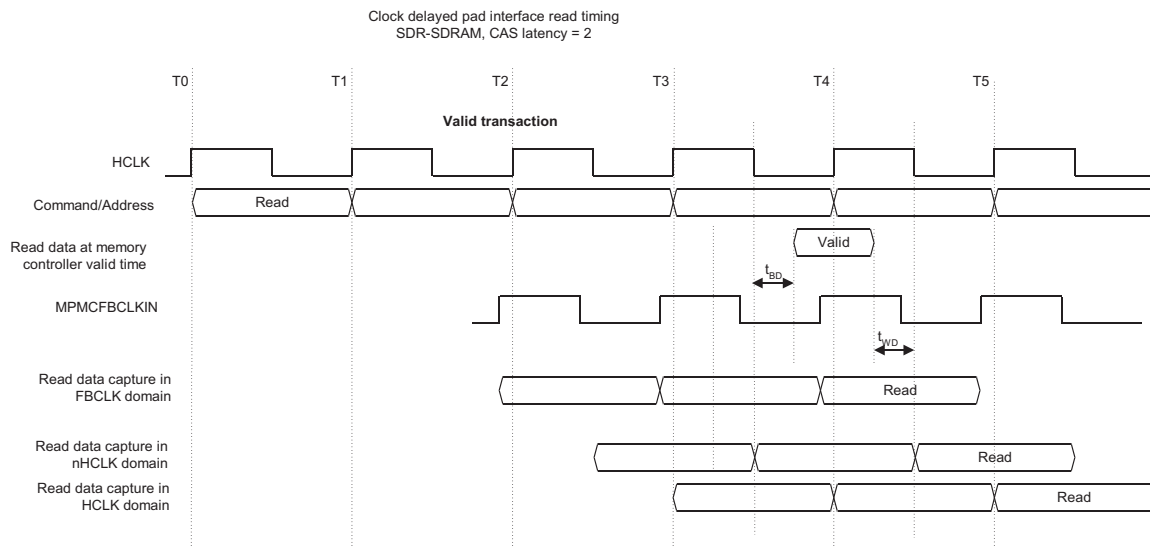 Clock delayed pad interface read timing
SDR-SDRAM, CAS latency = 2
T0 T1 T2 T3 T4 T5
Valid transaction
HCLK
Command/Address Read
Read data at memory
controller valid time
Valid
tBD
MPMCFBCLKIN
tWD
Read data capture in
FBCLK domain
Read
Read data capture in
nHCLK domain
Read
Read data capture in
HCLK domain
Read